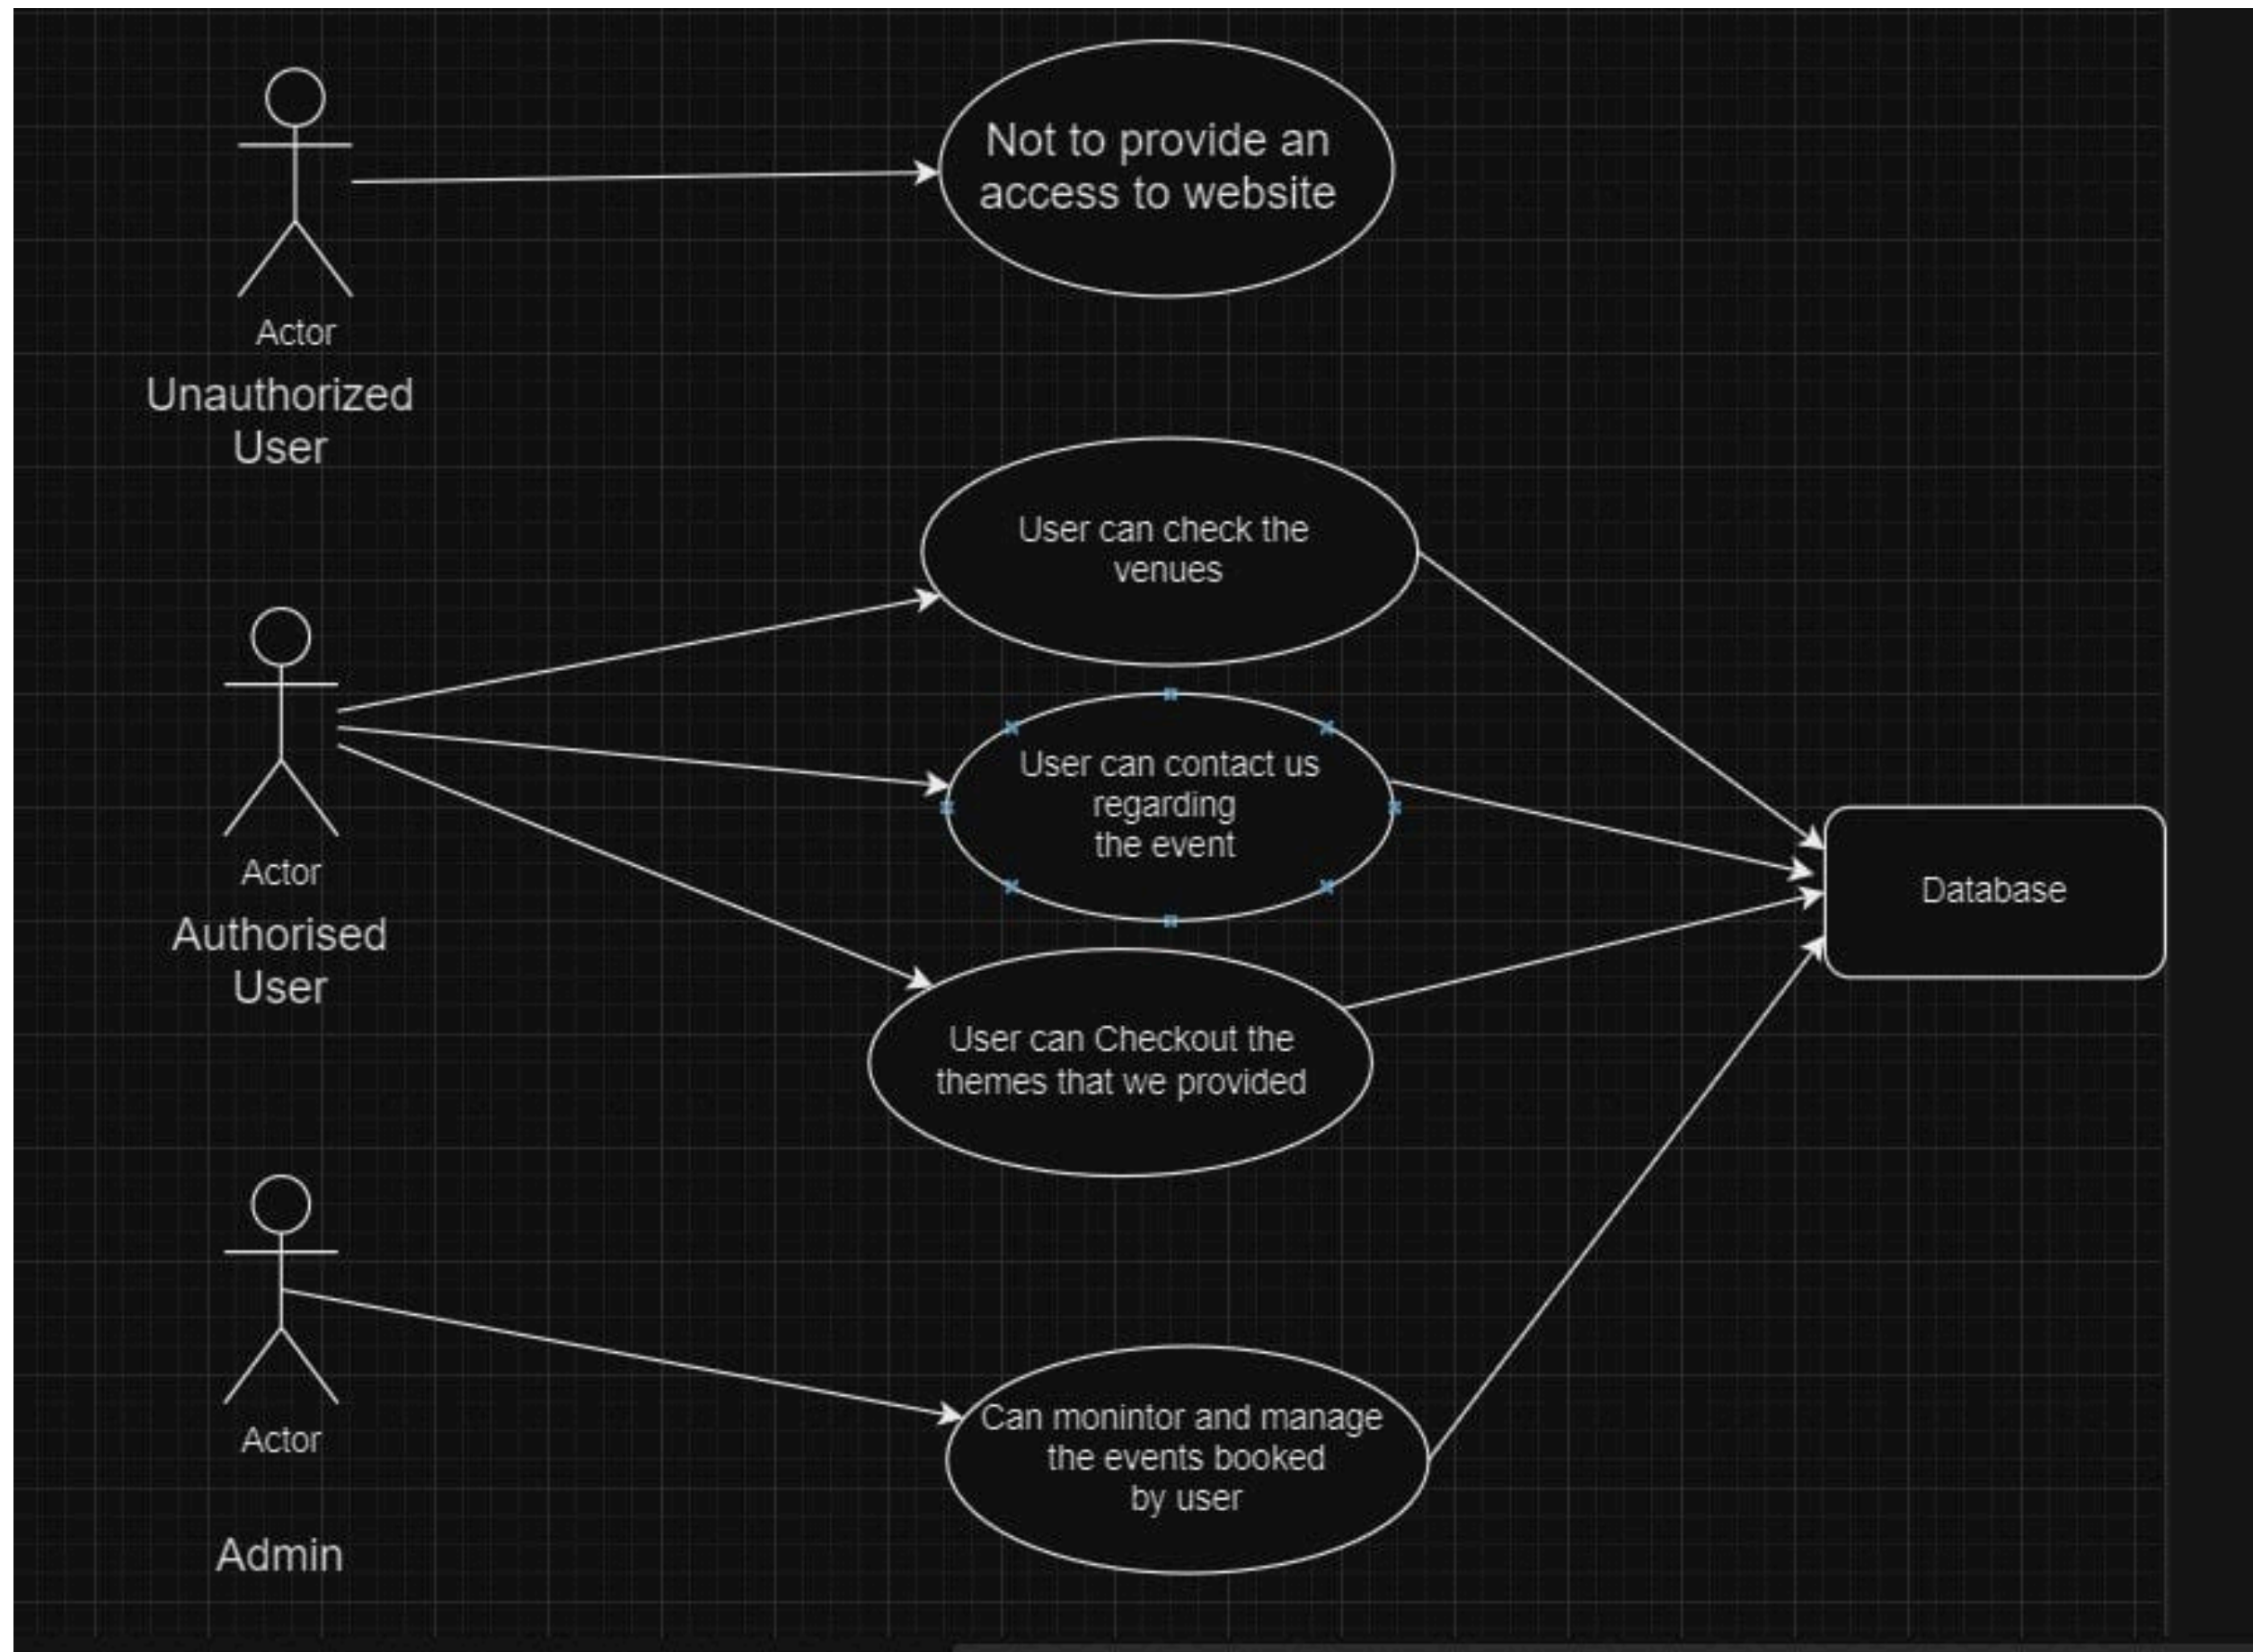 Not to provide an
access to website
Actor
Unauthorized
User
User can check the
venues
User can contact us
regarding
the event
Actor
Authorised
User
Database
User can Checkout the
themes that we provided
Actor
Admin
Can monintor and manage
the events booked
by user